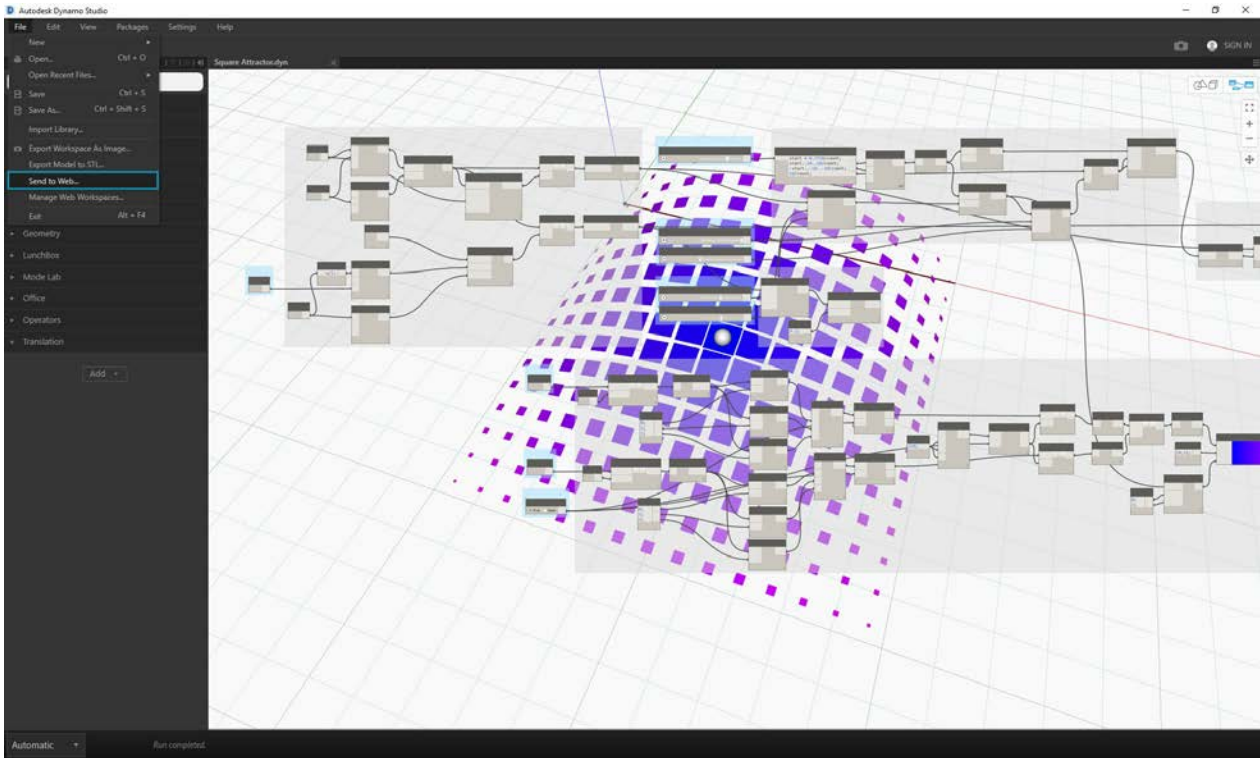 Autodesk Dynamo Studio
File Edit View Packages Settings Help
SIGN IN
New
Open... Ctrl + O
Open Recent Files...
Save Ctrl + S
Save As... Ctrl + Shift + S
Import Library...
Export Workspace As Image...
Export Model to STL...
Send to Web...
Manage Web Workspaces...
Exit Alt + F4
Square Attractor.dyn
Geometry
LunchBox
Mode Lab
Office
Operators
Translation
Add
Automatic
Run completed.